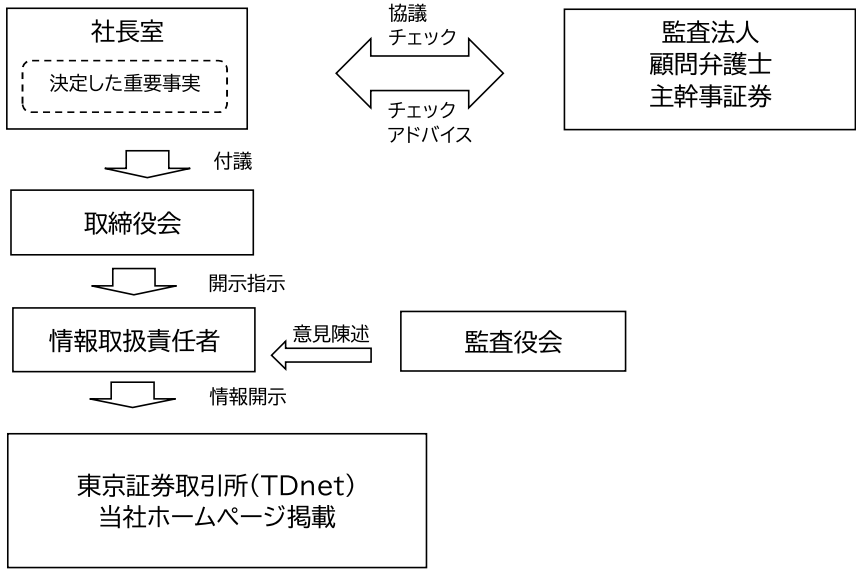 社長室
決定した重要事実
協議
チェック
チェック
アドバイス
監査法人
顧問弁護士
主幹事証券
付議
取締役会
開示指示
情報取扱責任者
意見陳述
監査役会
情報開示
東京証券取引所（TDnet）
当社ホームページ掲載